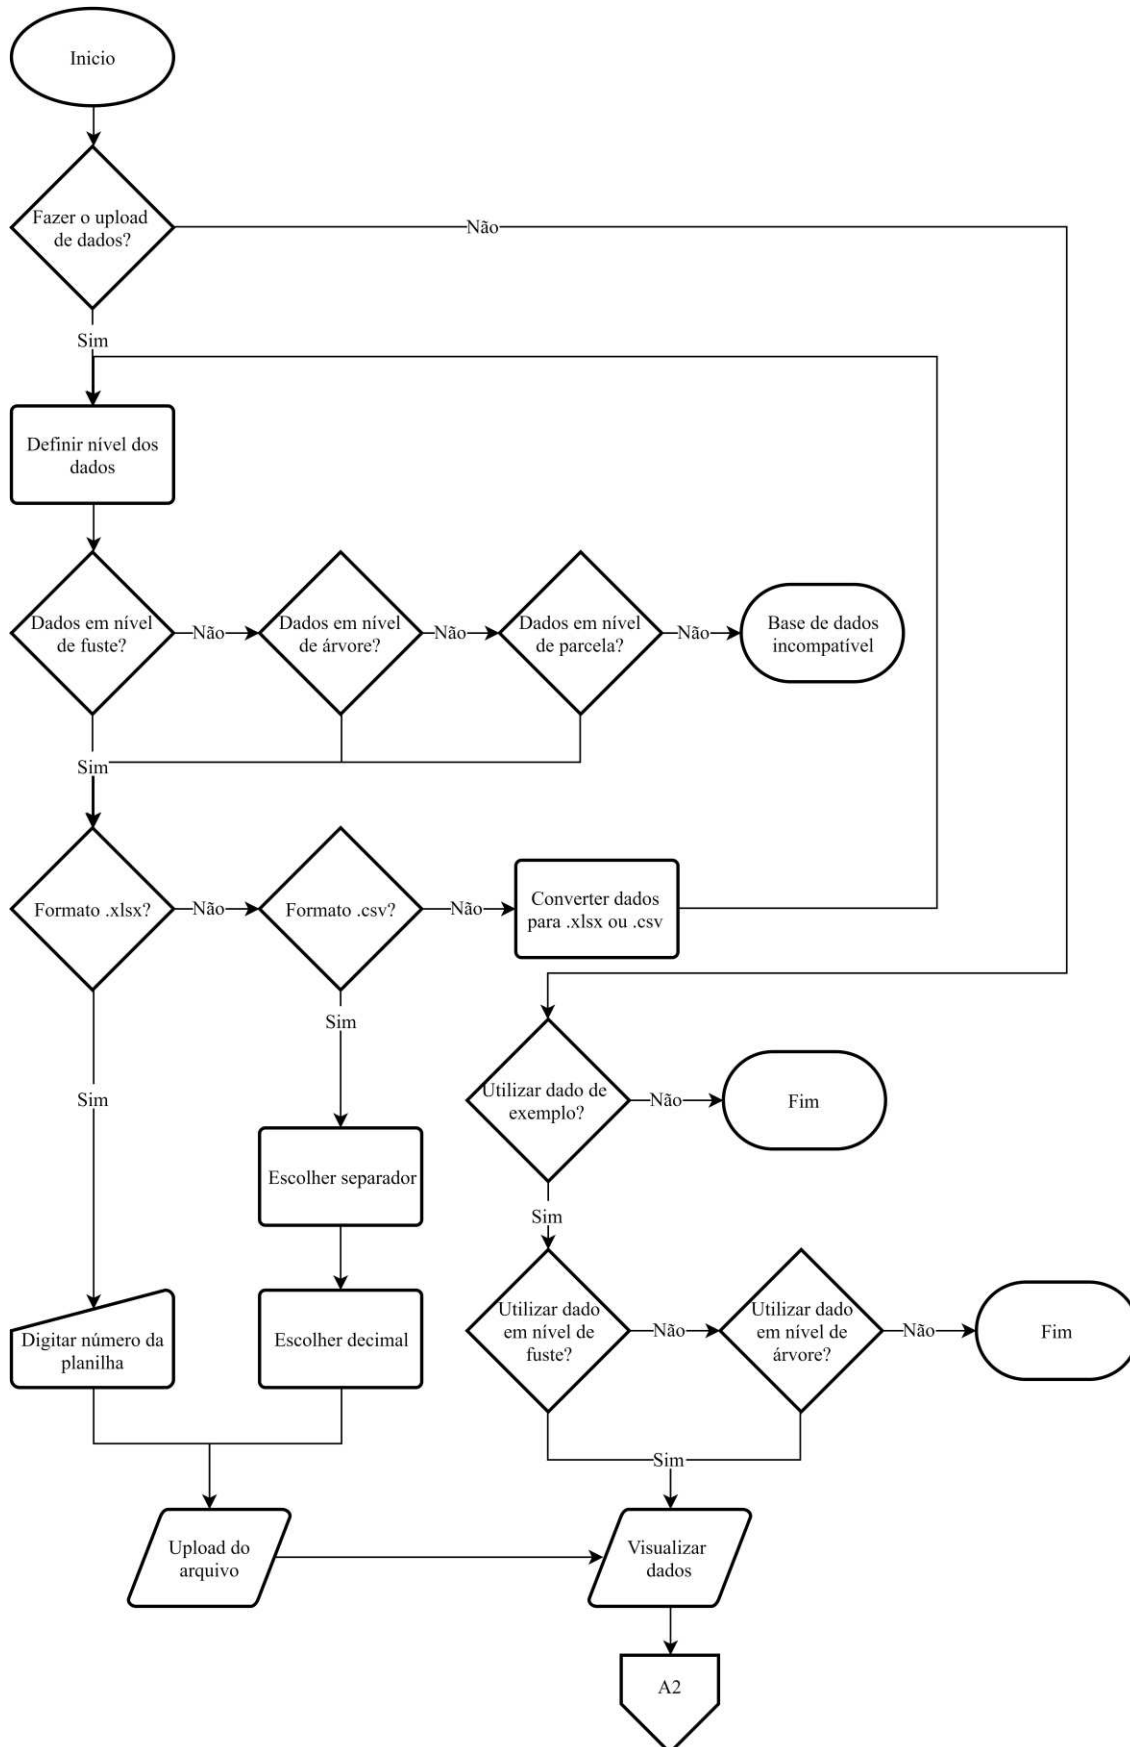 Inicio
Fazer o upload
de dados?
Não
Sim
Definir nível dos
dados
Dados em nível
de fuste?
Não
Dados em nível
de árvore?
Não
Dados em nível
de parcela?
Não
Base de dados
incompatível
Sim
Formato .xlsx?
Não
Formato .csv?
Não
Converter dados
para .xlsx ou .csv
Sim
Sim
Utilizar dado de
exemplo?
Não
Fim
Escolher separador
Sim
Digitar número da
planilha
Escolher decimal
Utilizar dado
em nível de
fuste?
Não
Utilizar dado
em nível de
árvore?
Não
Fim
Sim
Upload do
arquivo
Visualizar
dados
A2